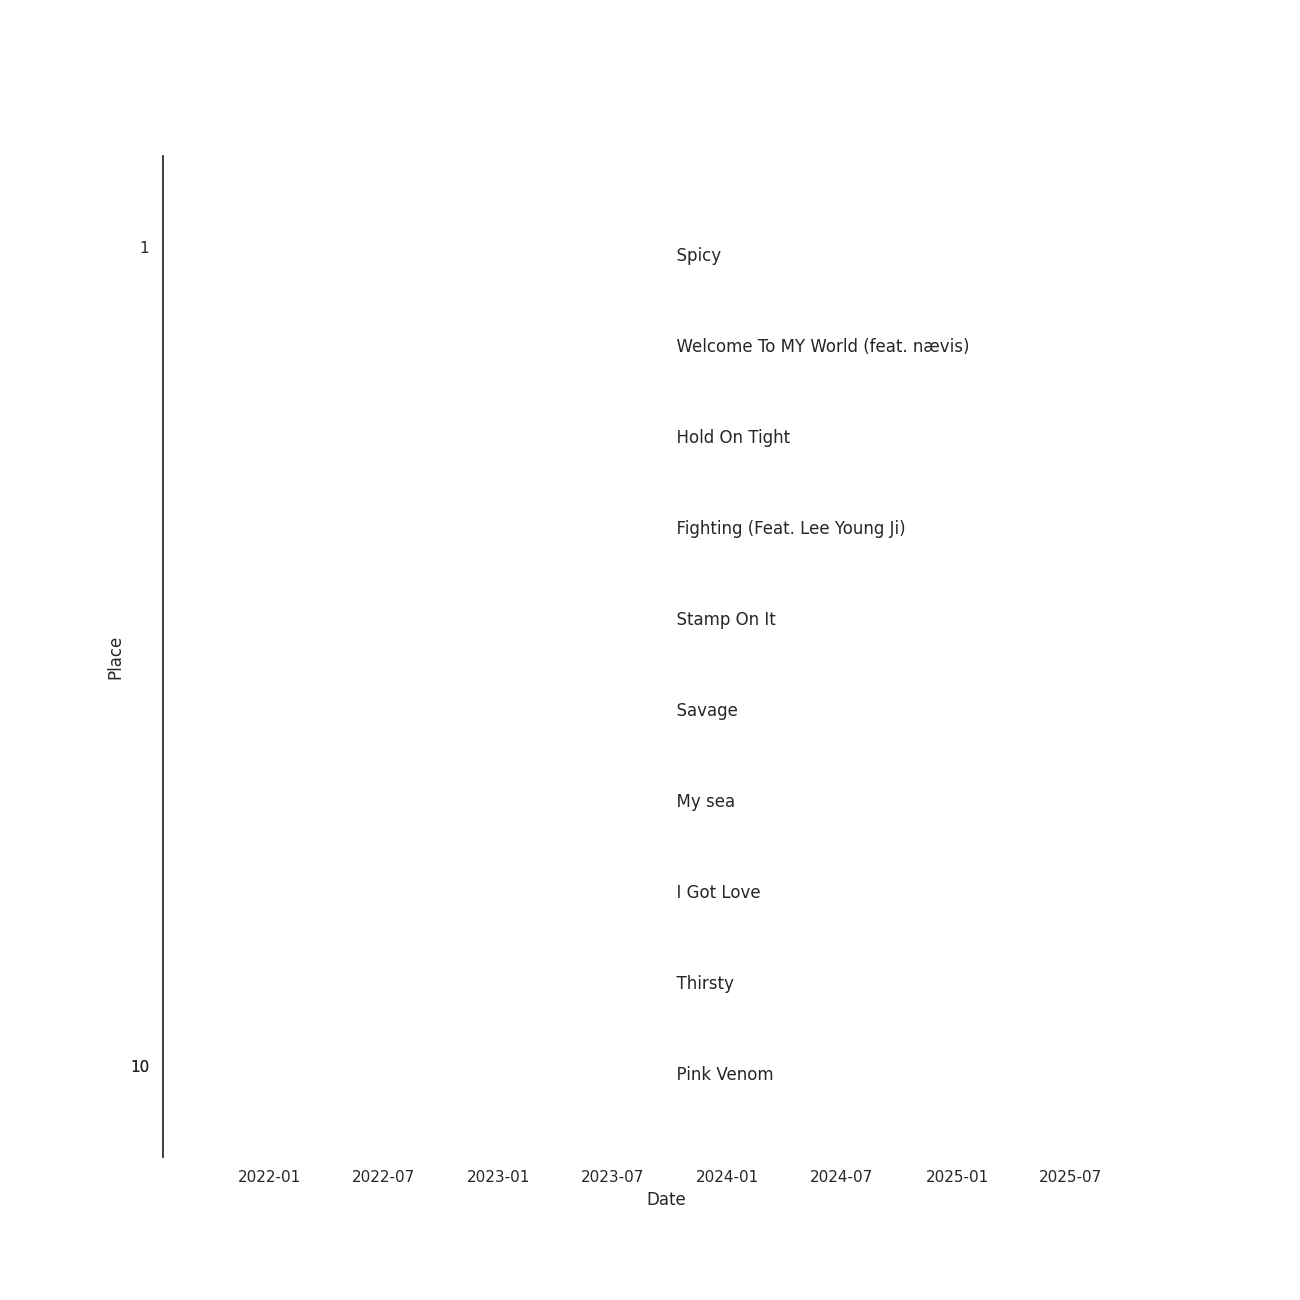 1
Spicy
Welcome To MY World (feat. nævis)
Hold On Tight
Fighting (Feat. Lee Young Ji)
Stamp On It
Place
Savage
My sea
I Got Love
Thirsty
10
Pink Venom
2022-01 2022-07 2023-01 2023-07 2024-01 2024-07 2025-01 2025-07
Date